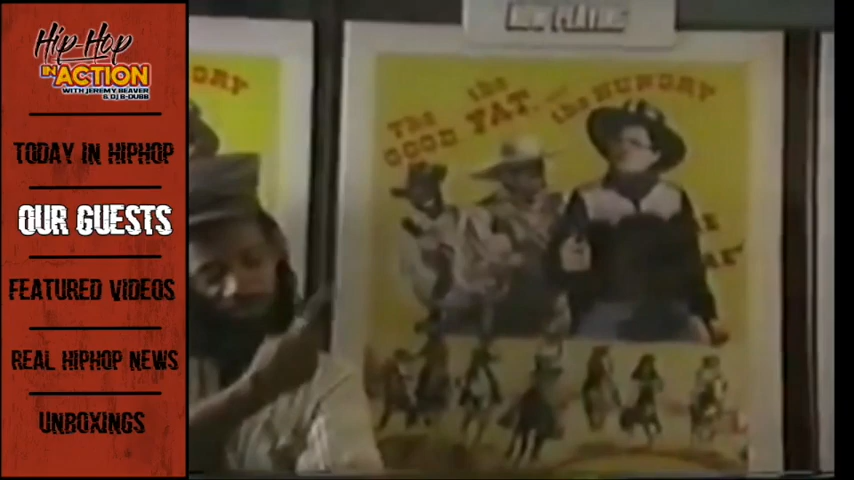 Hip-Hop
IN ACTION
WITH JEREMY BEAVER
& DJ B-DUBB
TODAY IN HIPHOP
OUR GUESTS
FEATURED VIDEOS
REAL HIPHOP NEWS
UNBOXINGS
NOW PLAYING
The the
GOOD FAT... the HUNGRY